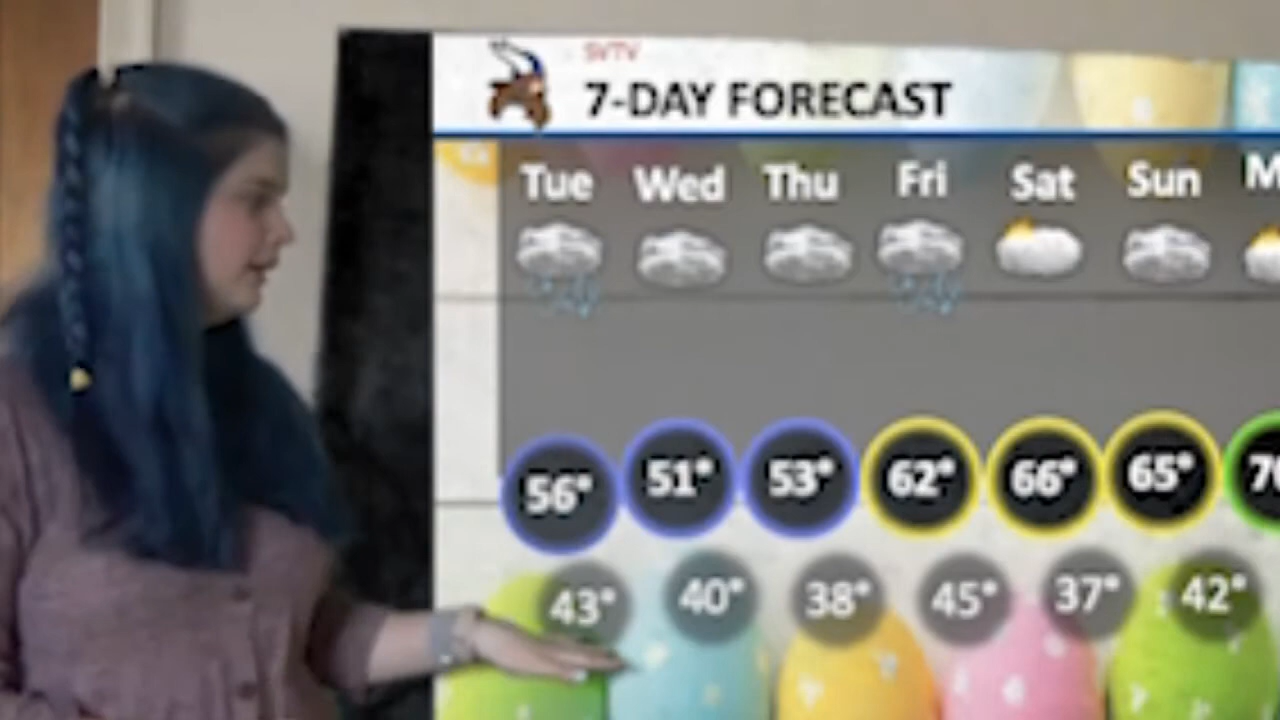 SVTV
7-DAY FORECAST
Tue Wed Thu Fri Sat Sun M
56° 51° 53° 62° 66° 65° 70
43° 40° 38° 45° 37° 42°